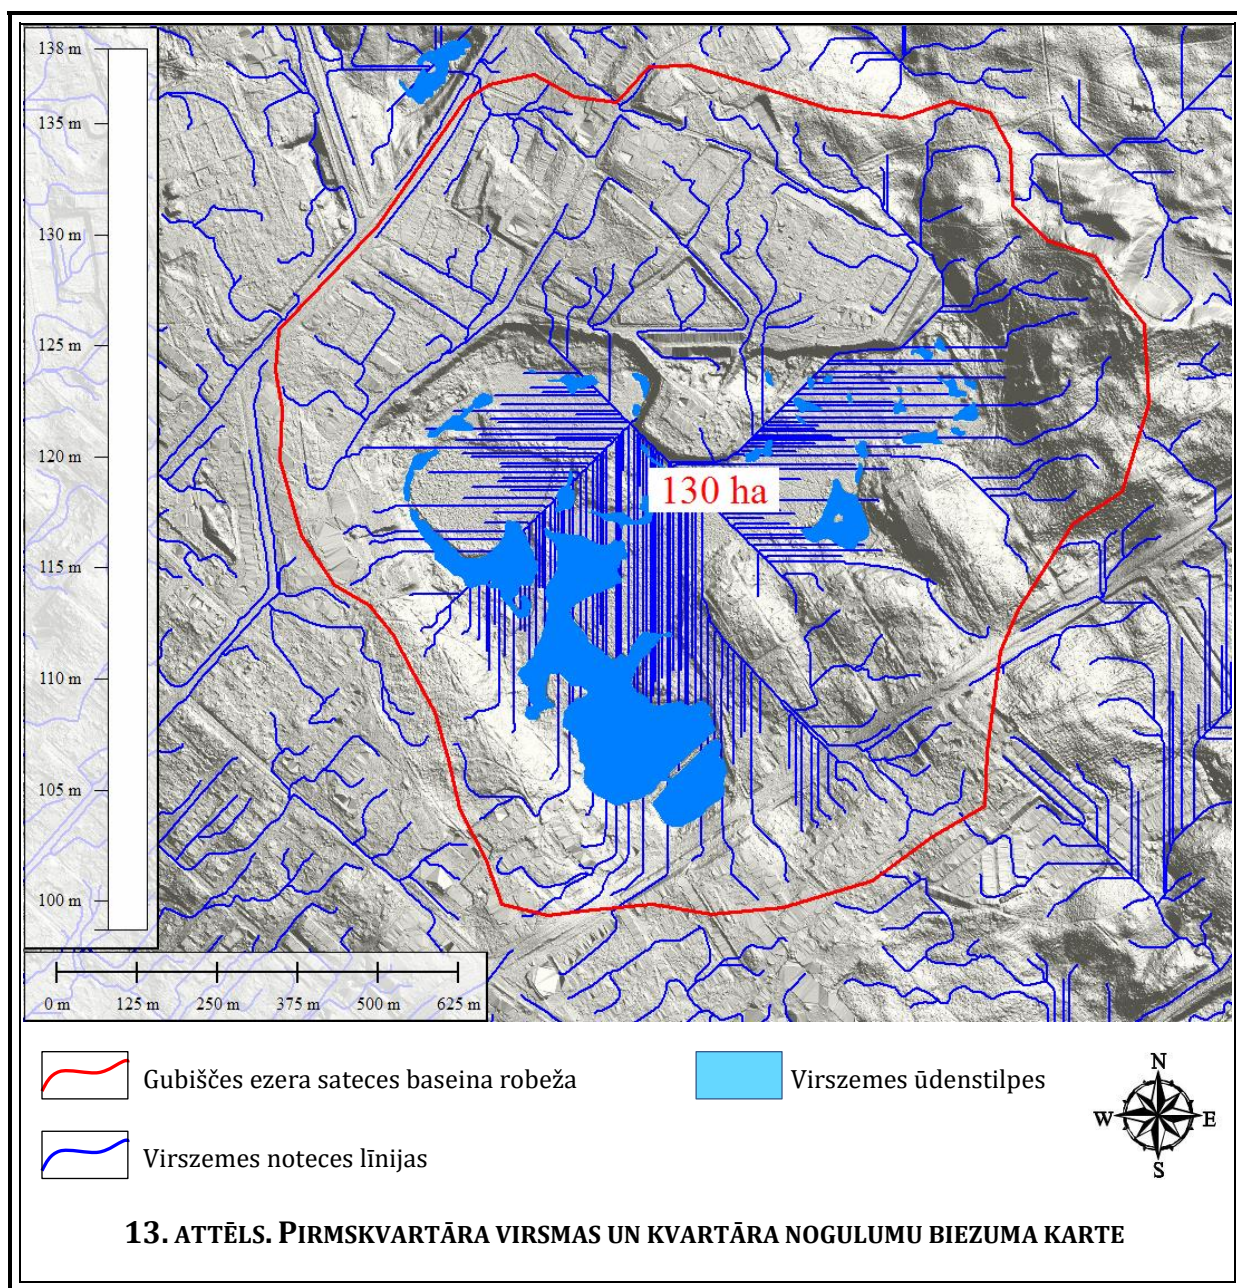 138 m
135 m
130 m
125 m
120 m
115 m
110 m
105 m
100 m
130 ha
0 m 125 m 250 m 375 m 500 m 625 m
Gubiščes ezera sateces baseina robeža
Virszemes ūdenstilpes
Virszemes noteces līnijas
N
W E
S
13. ATTĒLS. PIRMSKVARTĀRA VIRSMAS UN KVARTĀRA NOGULUMU BIEZUMA KARTE